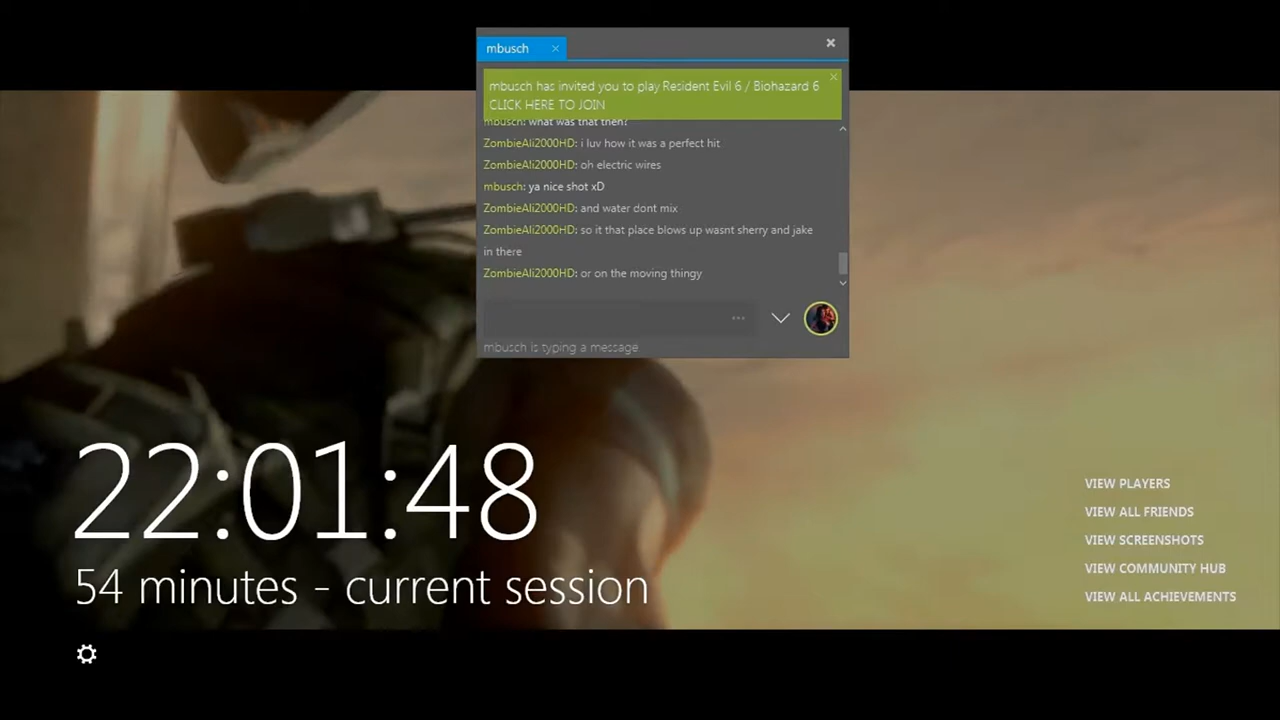 mbusch
mbusch has invited you to play Resident Evil 6 / Biohazard 6
CLICK HERE TO JOIN
mbusch: what was that then?
ZombieAli2000HD: i luv how it was a perfect hit
ZombieAli2000HD: oh electric wires
mbusch: ya nice shot xD
ZombieAli2000HD: and water dont mix
ZombieAli2000HD: so it that place blows up wasnt sherry and jake
in there
ZombieAli2000HD: or on the moving thingy
mbusch is typing a message
22:01:48
54 minutes - current session
VIEW PLAYERS
VIEW ALL FRIENDS
VIEW SCREENSHOTS
VIEW COMMUNITY HUB
VIEW ALL ACHIEVEMENTS